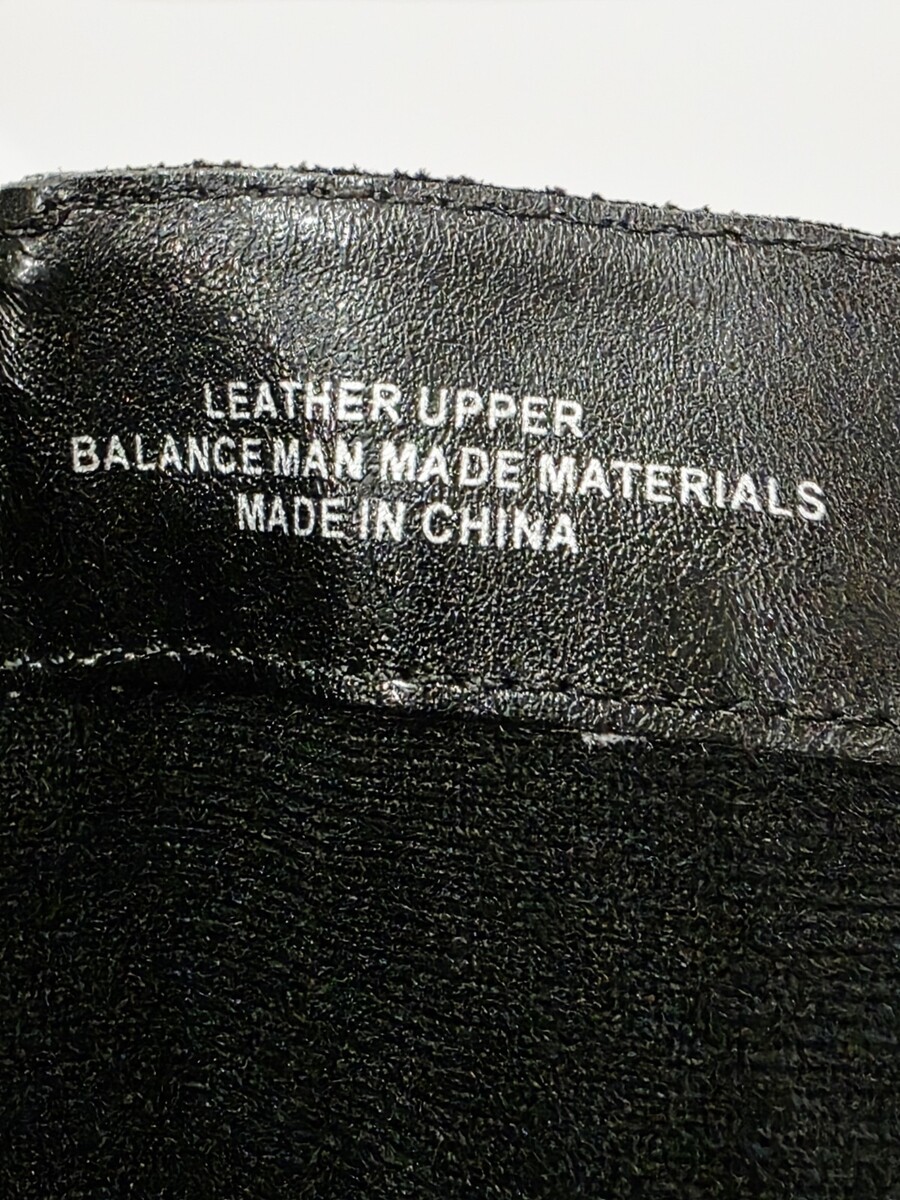 LEATHER UPPER
BALANCE MAN MADE MATERIALS
MADE IN CHINA